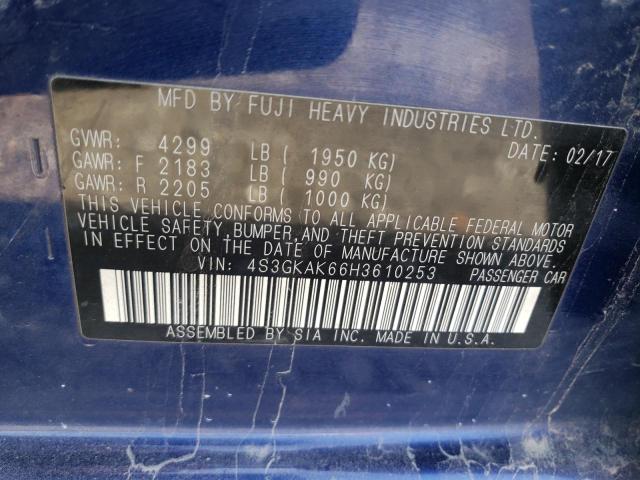 MFD BY FUJI HEAVY INDUSTRIES LTD.
GVWR: 4299 LB ( 1950 KG) DATE: 02/17
GAWR: F 2183 LB ( 990 KG)
GAWR: R 2205 LB ( 1000 KG)
THIS VEHICLE CONFORMS TO ALL APPLICABLE FEDERAL MOTOR
VEHICLE SAFETY, BUMPER, AND THEFT PREVENTION STANDARDS
IN EFFECT ON THE DATE OF MANUFACTURE SHOWN ABOVE.
VIN: 4S3GKAK66H3610253 PASSENGER CAR
ASSEMBLED BY SIA INC. MADE IN U.S.A.